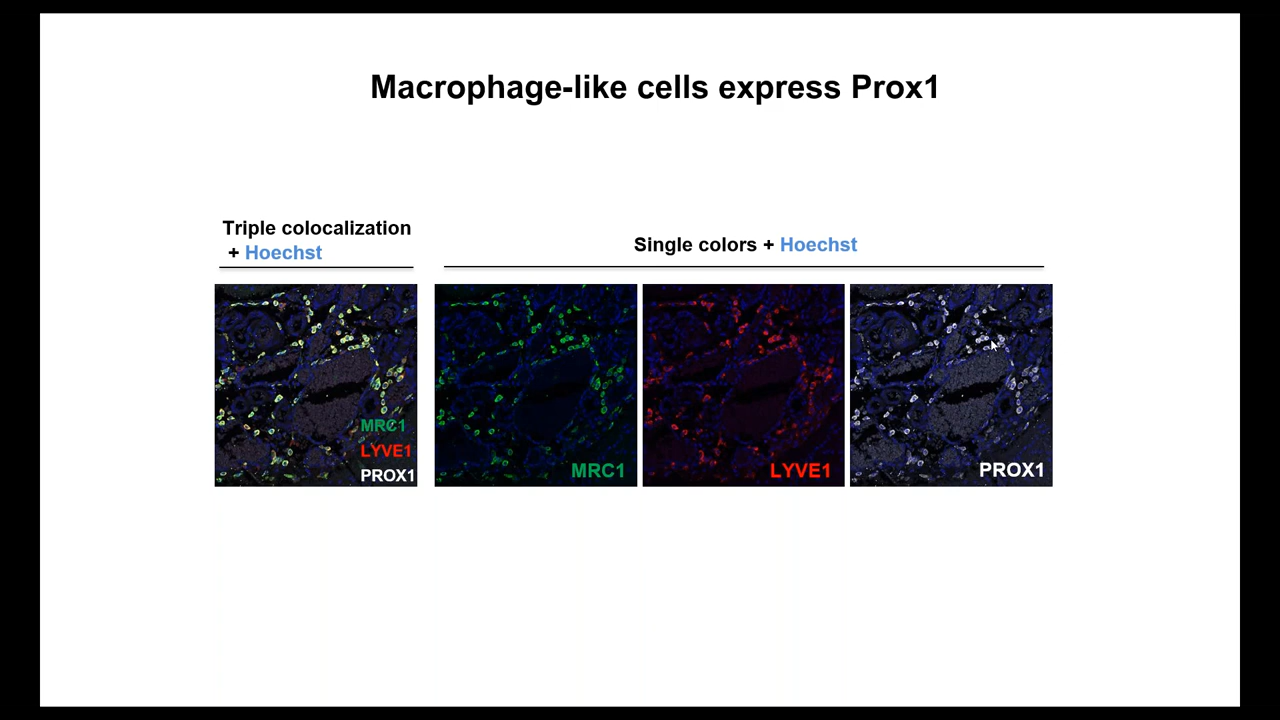 Macrophage-like cells express Prox1
Triple colocalization
+ Hoechst
Single colors + Hoechst
MRC1
LYVE1
PROX1
MRC1
LYVE1
PROX1